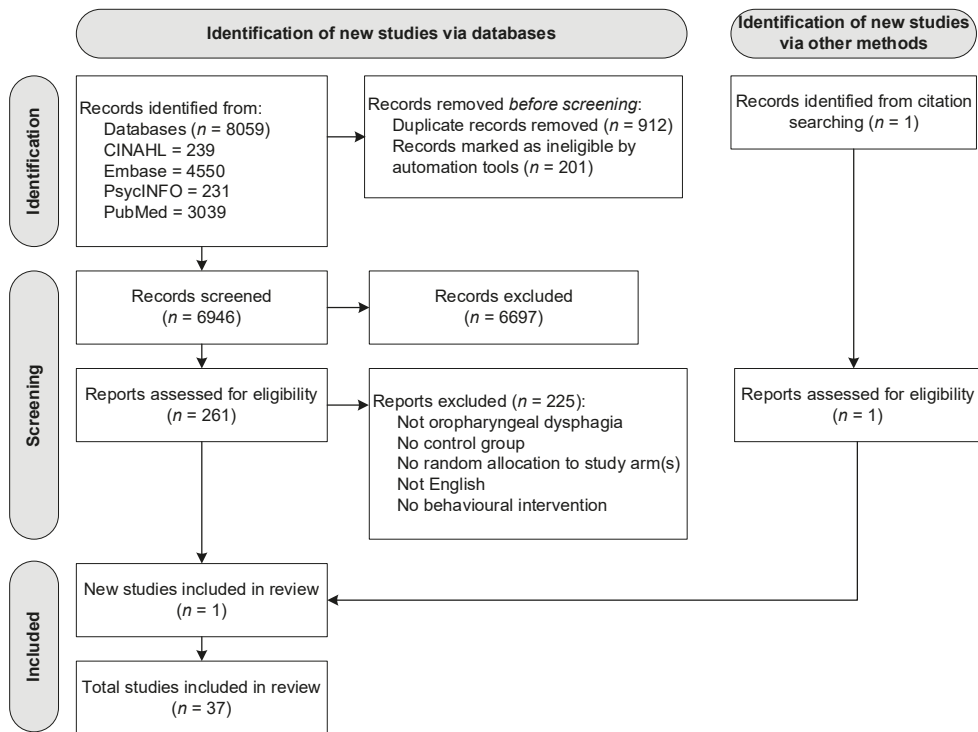 Identification of new studies via databases
Identification of new studies
via other methods
Identification
Records identified from:
Databases (n = 8059)
CINAHL = 239
Embase = 4550
PsycINFO = 231
PubMed = 3039
Records removed before screening:
Duplicate records removed (n = 912)
Records marked as ineligible by
automation tools (n = 201)
Records identified from citation
searching (n = 1)
Screening
Records screened
(n = 6946)
Records excluded
(n = 6697)
Reports assessed for eligibility
(n = 261)
Reports excluded (n = 225):
Not oropharyngeal dysphagia
No control group
No random allocation to study arm(s)
Not English
No behavioural intervention
Reports assessed for eligibility
(n = 1)
Included
New studies included in review
(n = 1)
Total studies included in review
(n = 37)